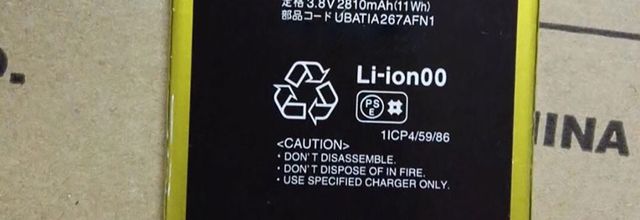 定格 3.8V 2810mAh(11Wh)
部品コード UBATIA267AFN1
Li-ion00
PS
E
1ICP4/59/86
<CAUTION>
・DON'T DISASSEMBLE.
・DON'T DISPOSE OF IN FIRE.
・USE SPECIFIED CHARGER ONLY.
INA